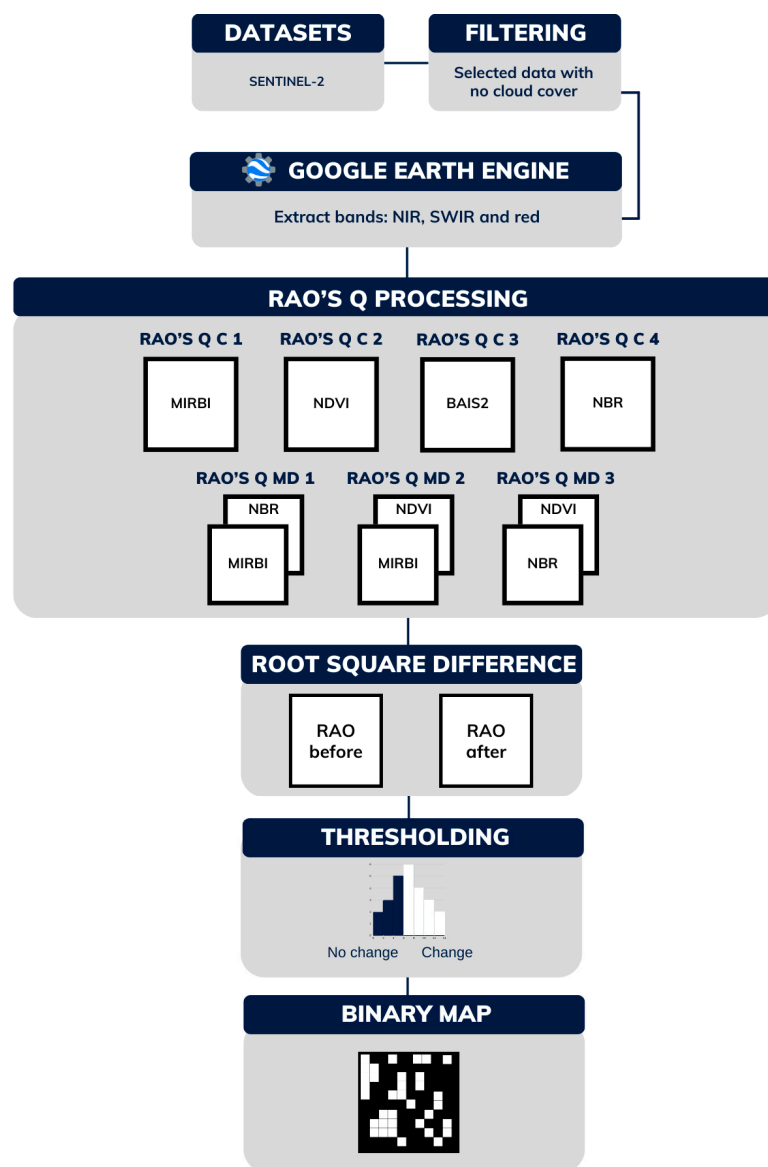 DATASETS
FILTERING
SENTINEL-2
Selected data with
no cloud cover
GOOGLE EARTH ENGINE
Extract bands: NIR, SWIR and red
RAO'S Q PROCESSING
RAO'S Q C 1
RAO'S Q C 2
RAO'S Q C 3
RAO'S Q C 4
MIRBI
NDVI
BAIS2
NBR
RAO'S Q MD 1
RAO'S Q MD 2
RAO'S Q MD 3
NBR
MIRBI
NDVI
MIRBI
NDVI
NBR
ROOT SQUARE DIFFERENCE
RAO
before
RAO
after
THRESHOLDING
No change
Change
BINARY MAP